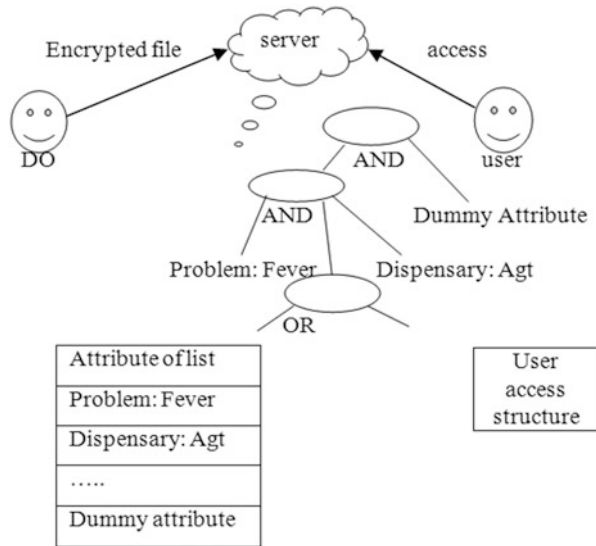 server
Encrypted file
access
DO
user
AND
AND
Dummy Attribute
Problem: Fever
Dispensary: Agt
OR
Attribute of list
Problem: Fever
Dispensary: Agt
…..
Dummy attribute
User
access
structure